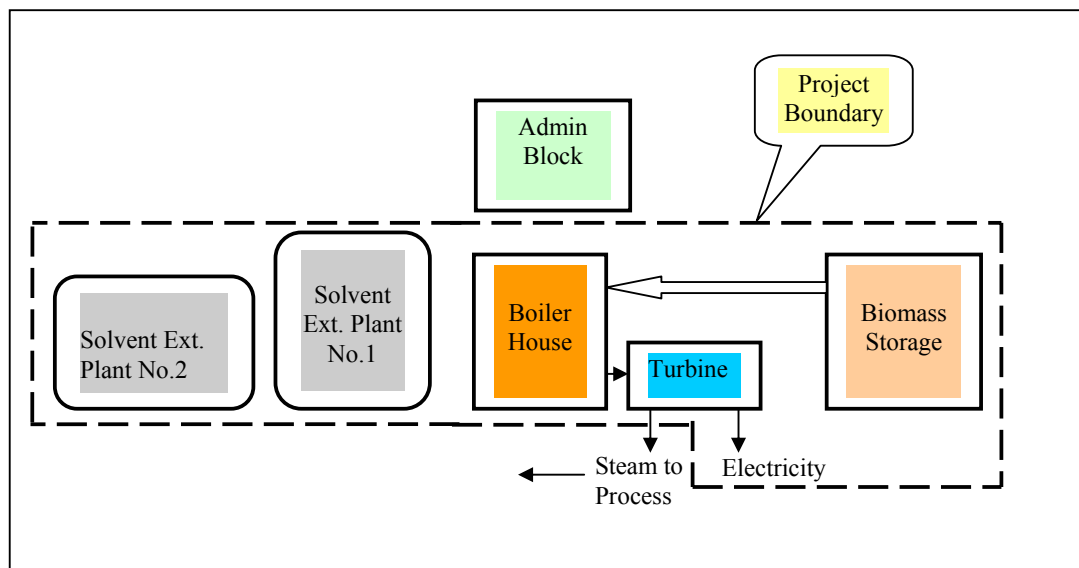 Project
Boundary
Admin
Block
Solvent Ext.
Plant No.2
Solvent
Ext. Plant
No.1
Boiler
House
Turbine
Biomass
Storage
Steam to
Process
Electricity